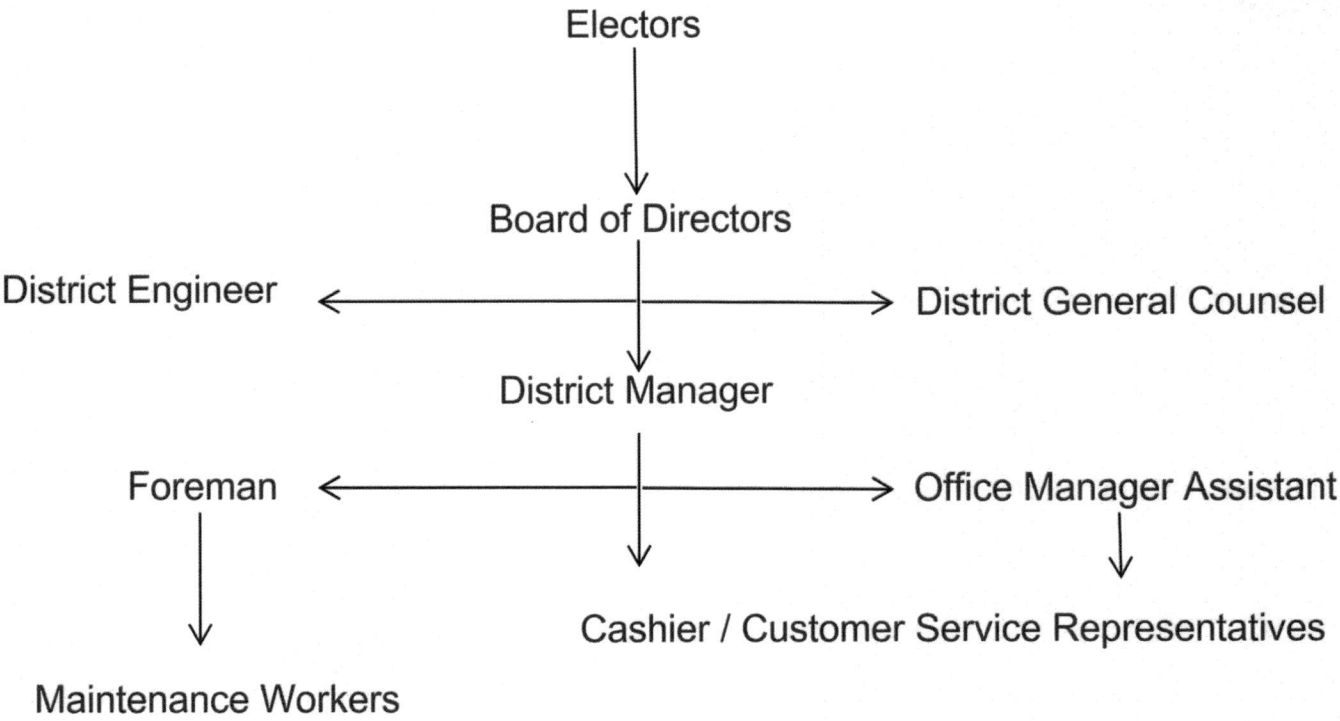 Electors
Board of Directors
District Engineer
District General Counsel
District Manager
Foreman
Office Manager Assistant
Cashier / Customer Service Representatives
Maintenance Workers